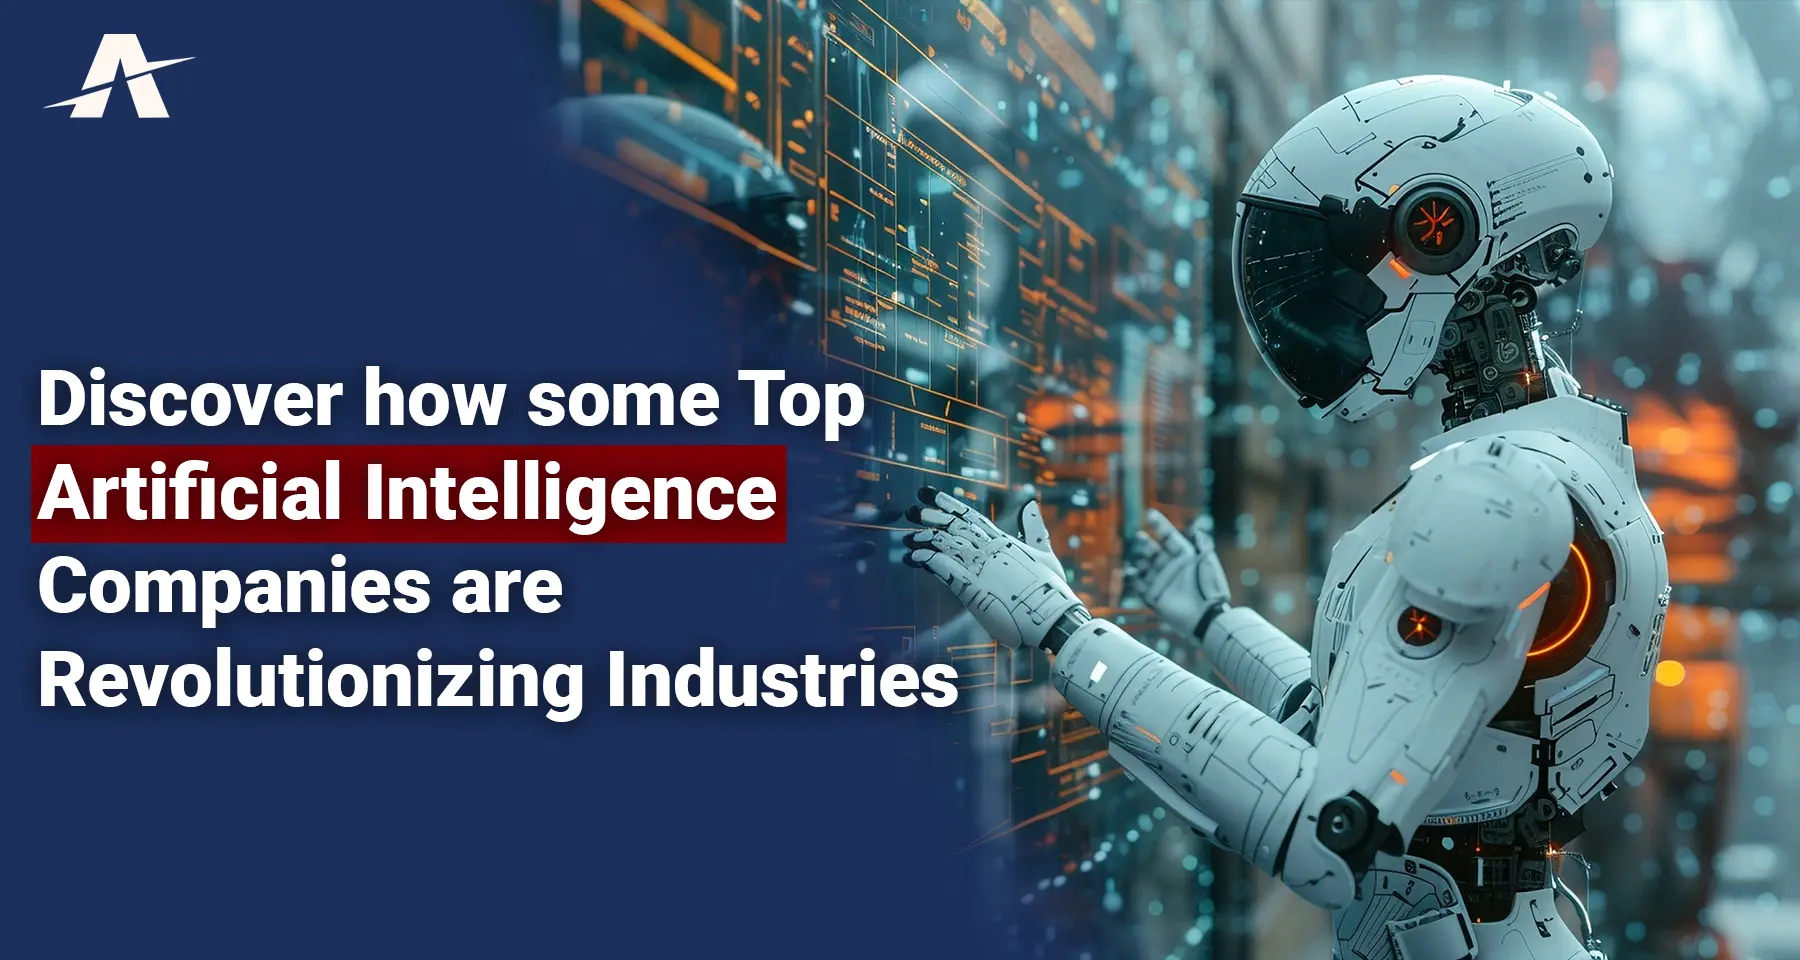 Discover how some Top
Artificial Intelligence
Companies are
Revolutionizing Industries